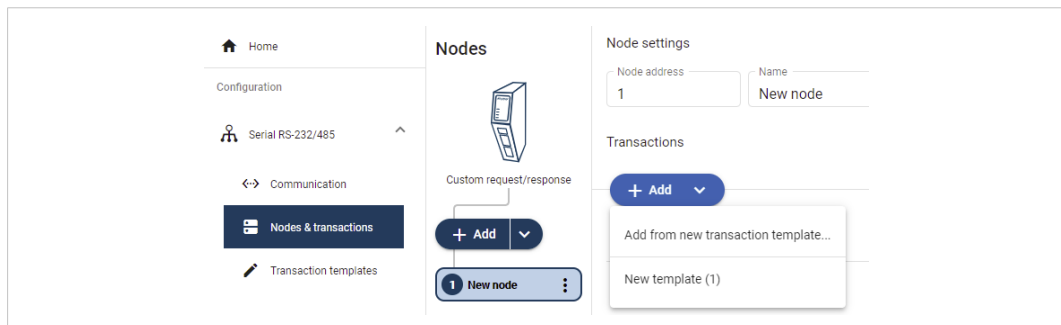 Home
Configuration
Serial RS-232/485
Communication
Nodes & transactions
Transaction templates
Nodes
Custom request/response
+ Add
1 New node
Node settings
Node address
1
Name
New node
Transactions
+ Add
Add from new transaction template...
New template (1)